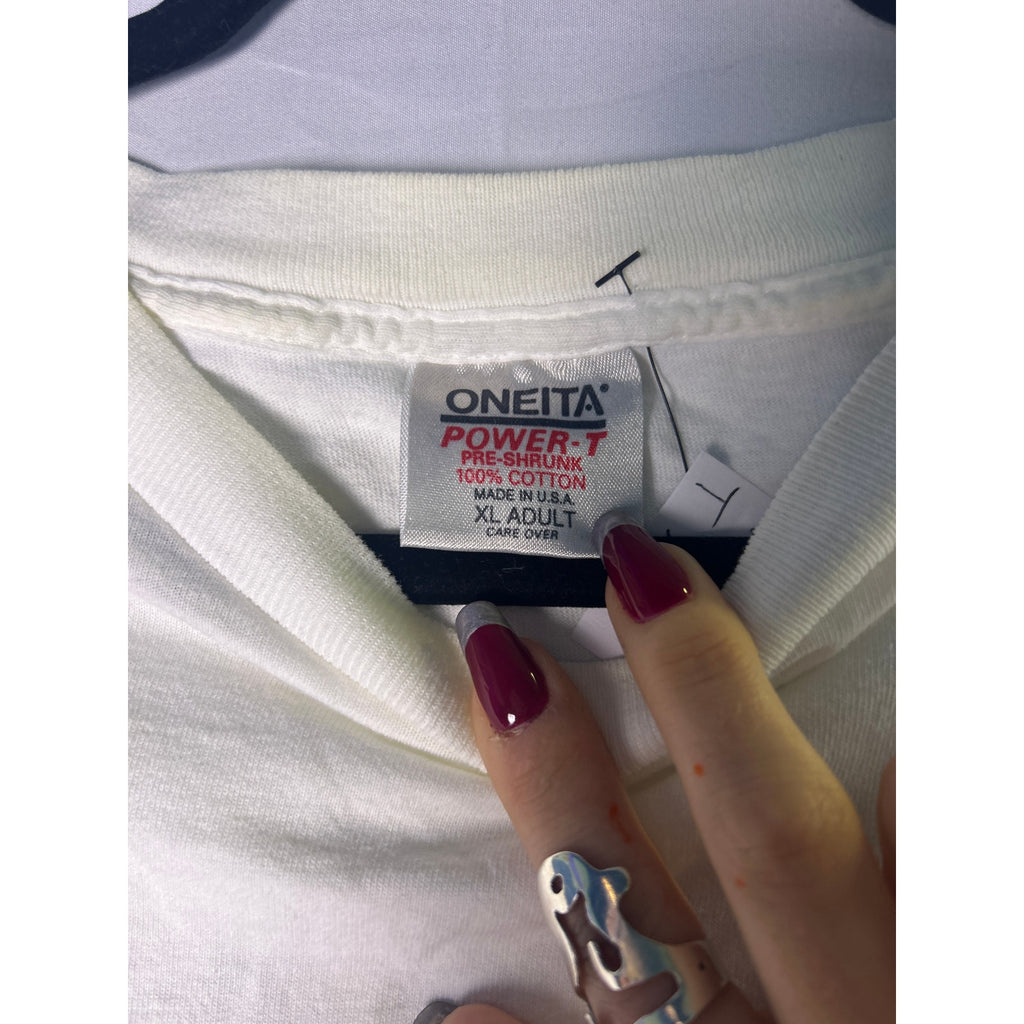 ONEITA
POWER-T
PRE-SHRUNK
100% COTTON
MADE IN U.S.A.
XL ADULT
CARE OVER